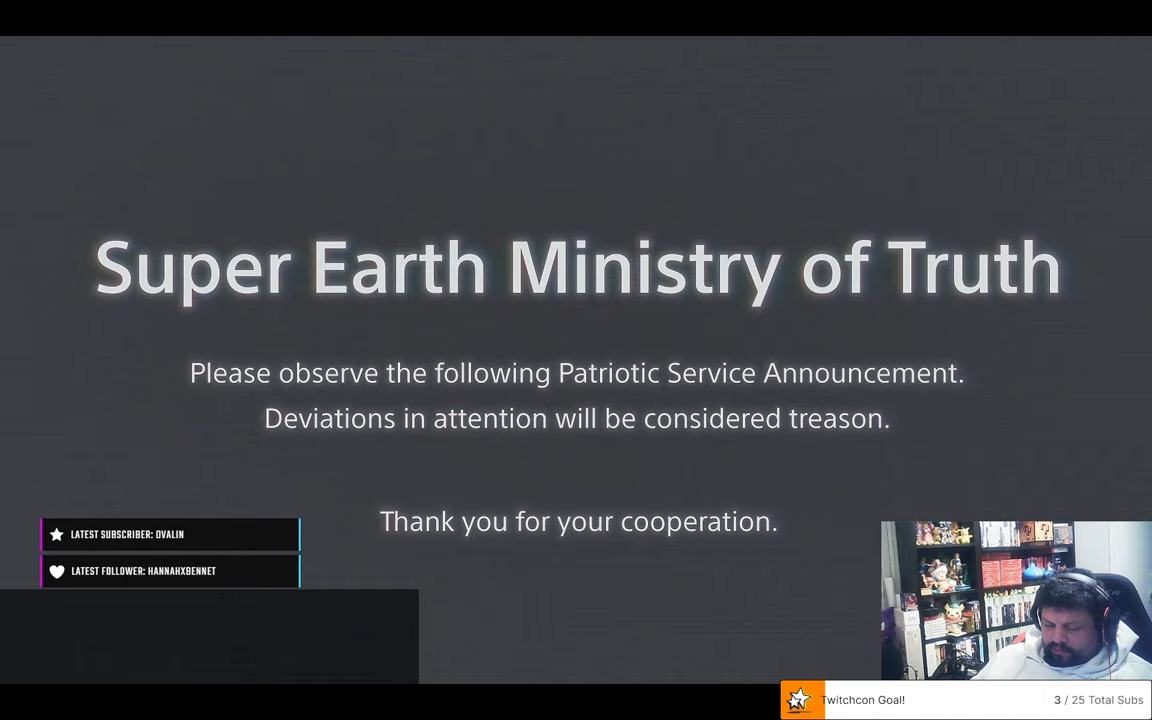 Super Earth Ministry of Truth
Please observe the following Patriotic Service Announcement.
Deviations in attention will be considered treason.
Thank you for your cooperation.
LATEST SUBSCRIBER: DVALIN
LATEST FOLLOWER: HANNAHXBENNET
Twitchcon Goal! 3 / 25 Total Subs